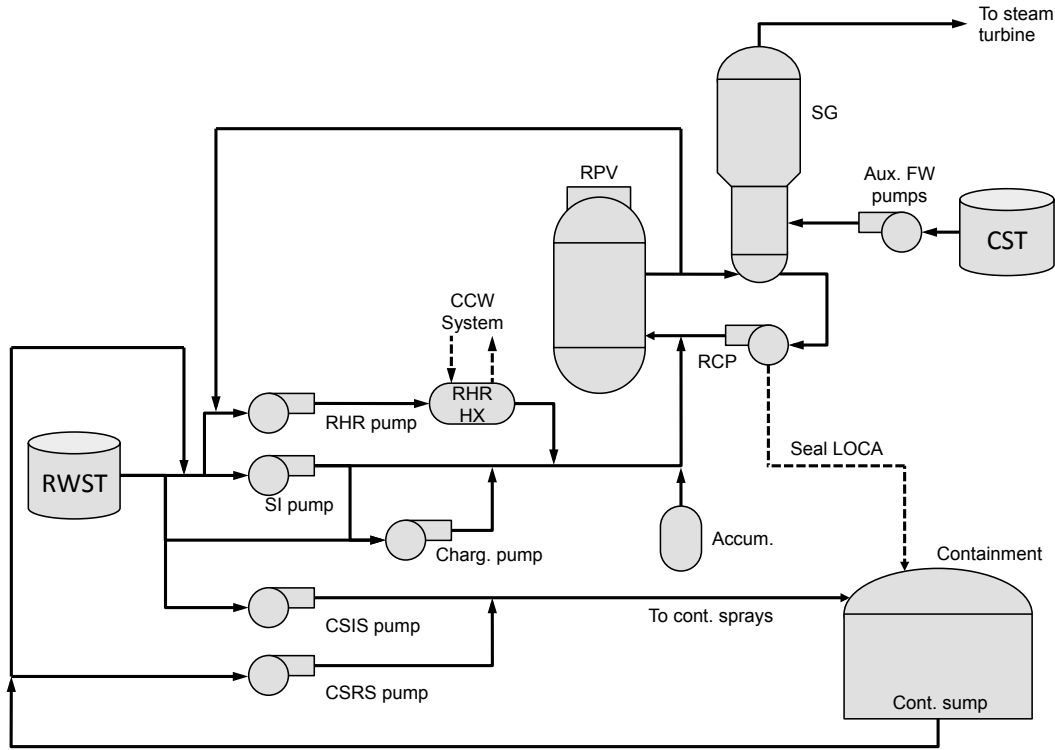 To steam
turbine
SG
RPV
Aux. FW
pumps
CST
CCW
System
RCP
RHR
HX
RHR pump
Seal LOCA
RWST
SI pump
Charg. pump
Accum.
Containment
To cont. sprays
CSIS pump
CSRS pump
Cont. sump